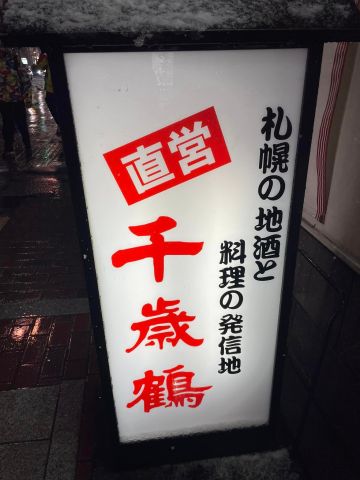 札幌の地酒と
料理の発信地
直営
千歳鶴